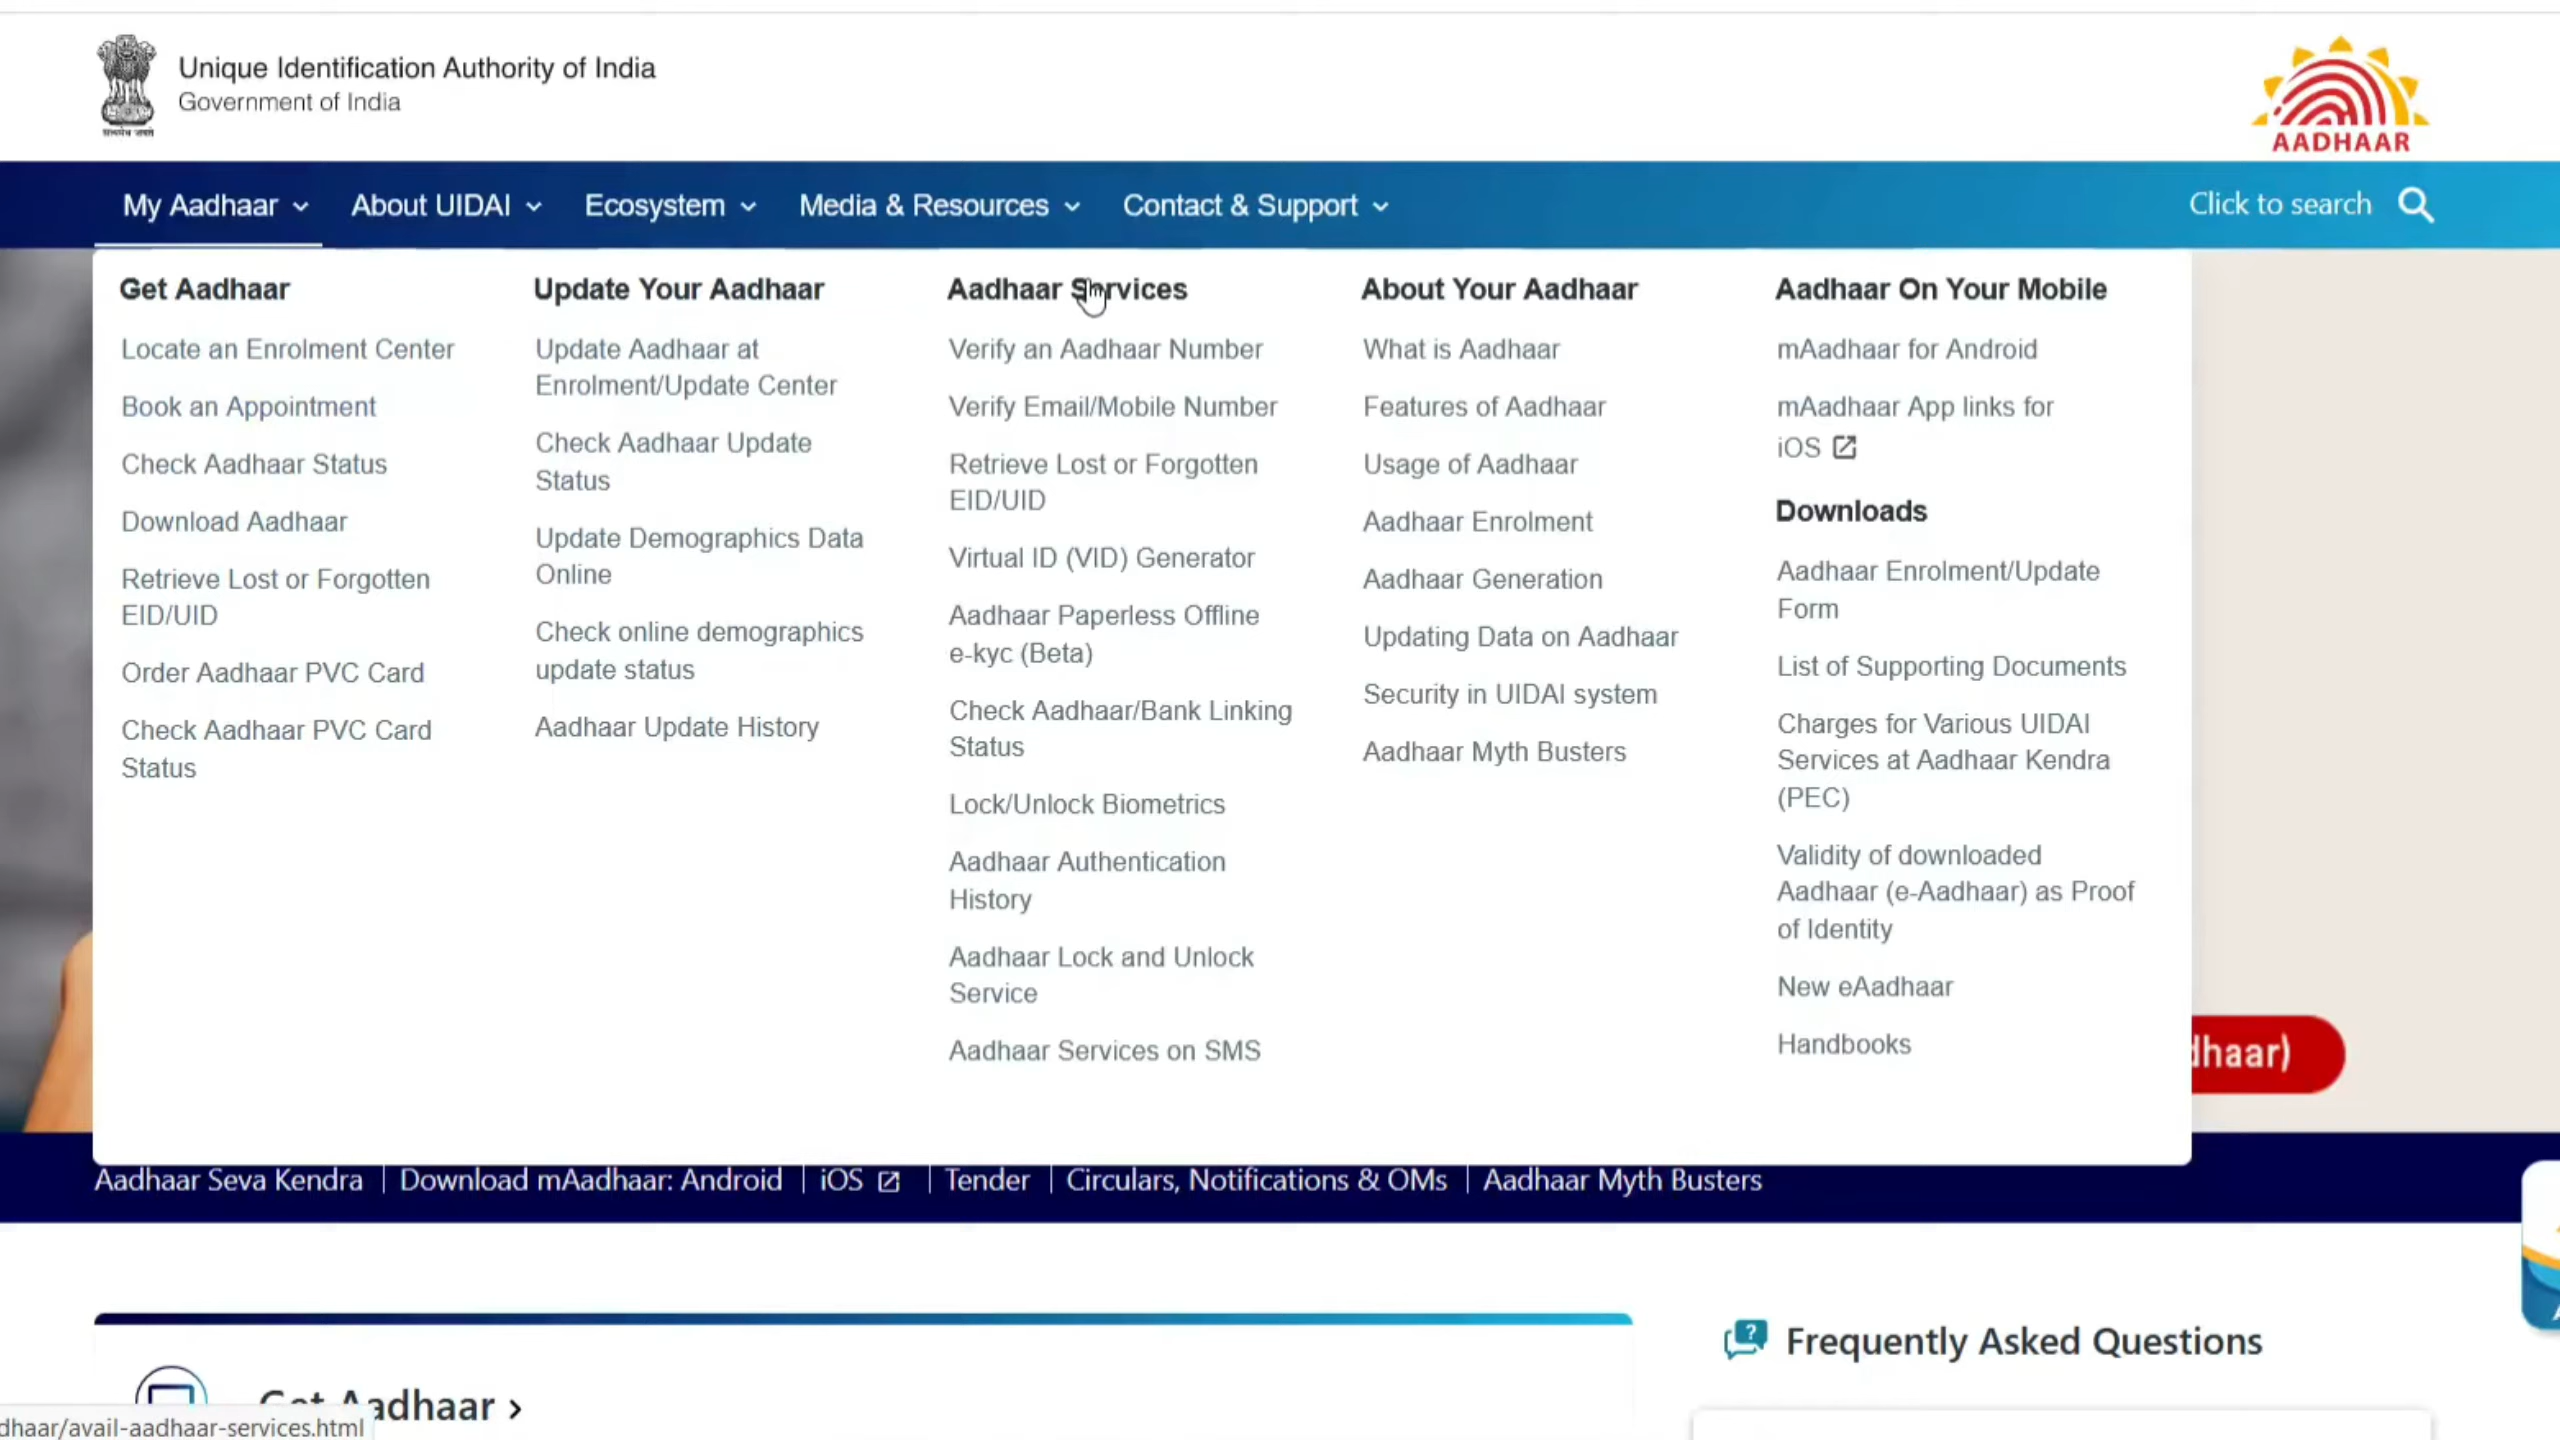 Unique Identification Authority of India
Government of India
सत्यमेव जयते
AADHAAR
My Aadhaar
About UIDAI
Ecosystem
Media & Resources
Contact & Support
Click to search
Get Aadhaar
Locate an Enrolment Center
Book an Appointment
Check Aadhaar Status
Download Aadhaar
Retrieve Lost or Forgotten
EID/UID
Order Aadhaar PVC Card
Check Aadhaar PVC Card
Status
Update Your Aadhaar
Update Aadhaar at
Enrolment/Update Center
Check Aadhaar Update
Status
Update Demographics Data
Online
Check online demographics
update status
Aadhaar Update History
Aadhaar Services
Verify an Aadhaar Number
Verify Email/Mobile Number
Retrieve Lost or Forgotten
EID/UID
Virtual ID (VID) Generator
Aadhaar Paperless Offline
e-kyc (Beta)
Check Aadhaar/Bank Linking
Status
Lock/Unlock Biometrics
Aadhaar Authentication
History
Aadhaar Lock and Unlock
Service
Aadhaar Services on SMS
About Your Aadhaar
What is Aadhaar
Features of Aadhaar
Usage of Aadhaar
Aadhaar Enrolment
Aadhaar Generation
Updating Data on Aadhaar
Security in UIDAI system
Aadhaar Myth Busters
Aadhaar On Your Mobile
mAadhaar for Android
mAadhaar App links for
iOS
Downloads
Aadhaar Enrolment/Update
Form
List of Supporting Documents
Charges for Various UIDAI
Services at Aadhaar Kendra
(PEC)
Validity of downloaded
Aadhaar (e-Aadhaar) as Proof
of Identity
New eAadhaar
Handbooks
dhaar)
Aadhaar Seva Kendra | Download mAadhaar: Android | iOS | Tender | Circulars, Notifications & OMs | Aadhaar Myth Busters
Get Aadhaar
Frequently Asked Questions
dhaar/avail-aadhaar-services.html